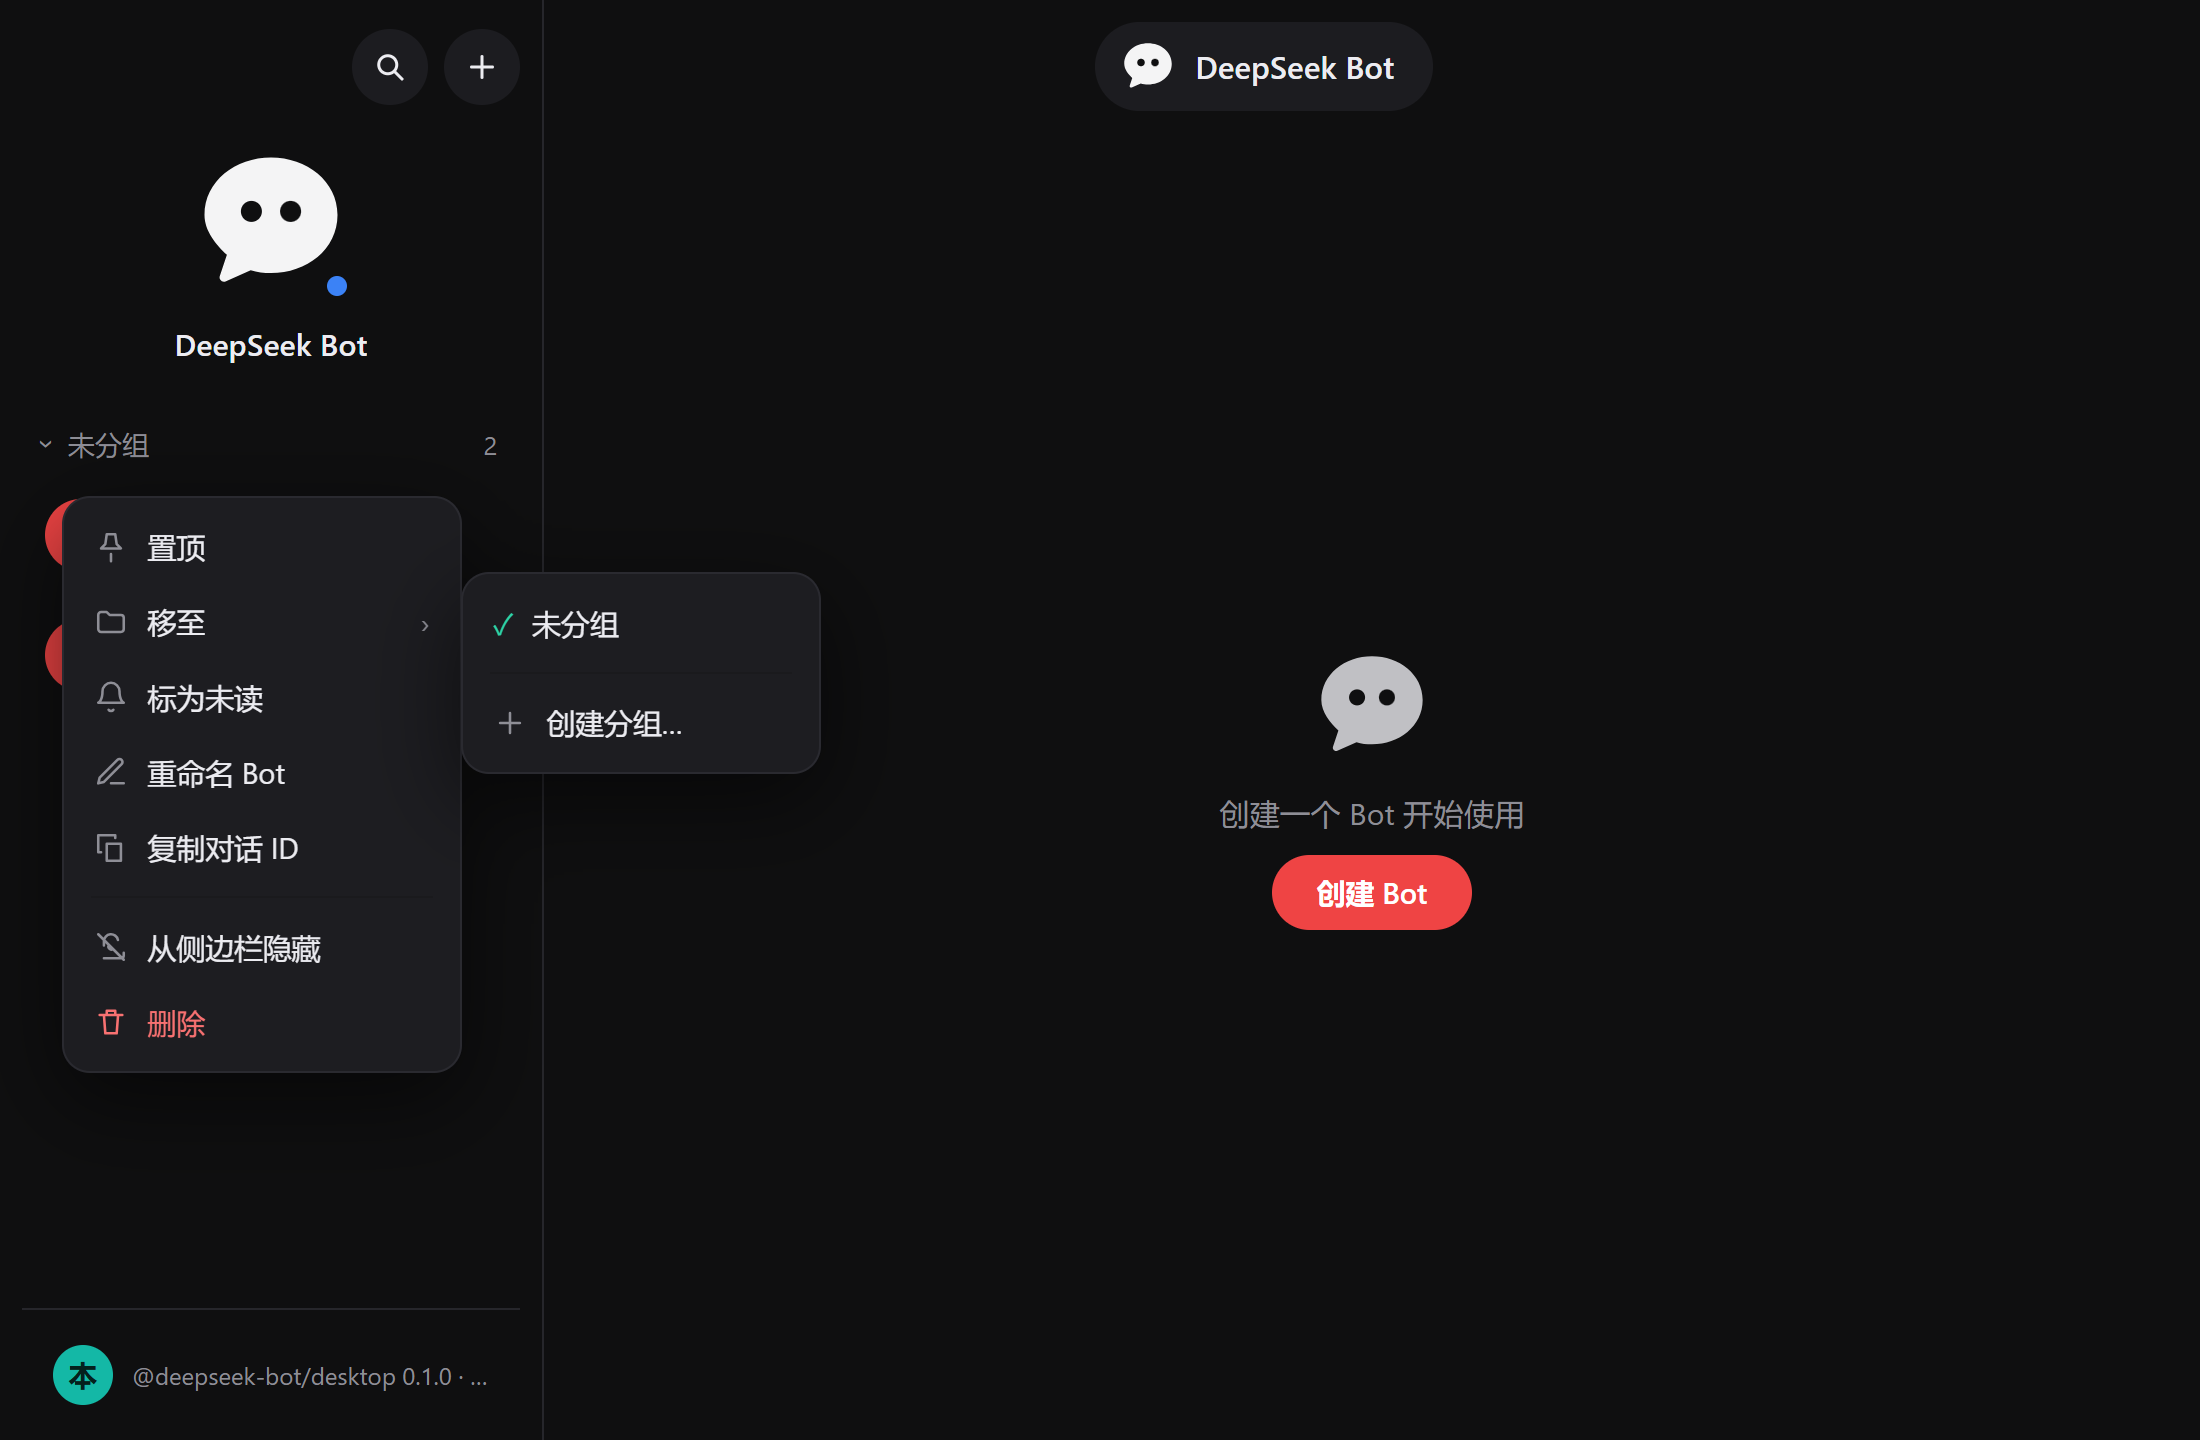 DeepSeek Bot
DeepSeek Bot
未分组 2
置顶
移至
标为未读
重命名 Bot
复制对话 ID
从侧边栏隐藏
删除
未分组
创建分组...
创建一个 Bot 开始使用
创建 Bot
本 @deepseek-bot/desktop 0.1.0 · ...